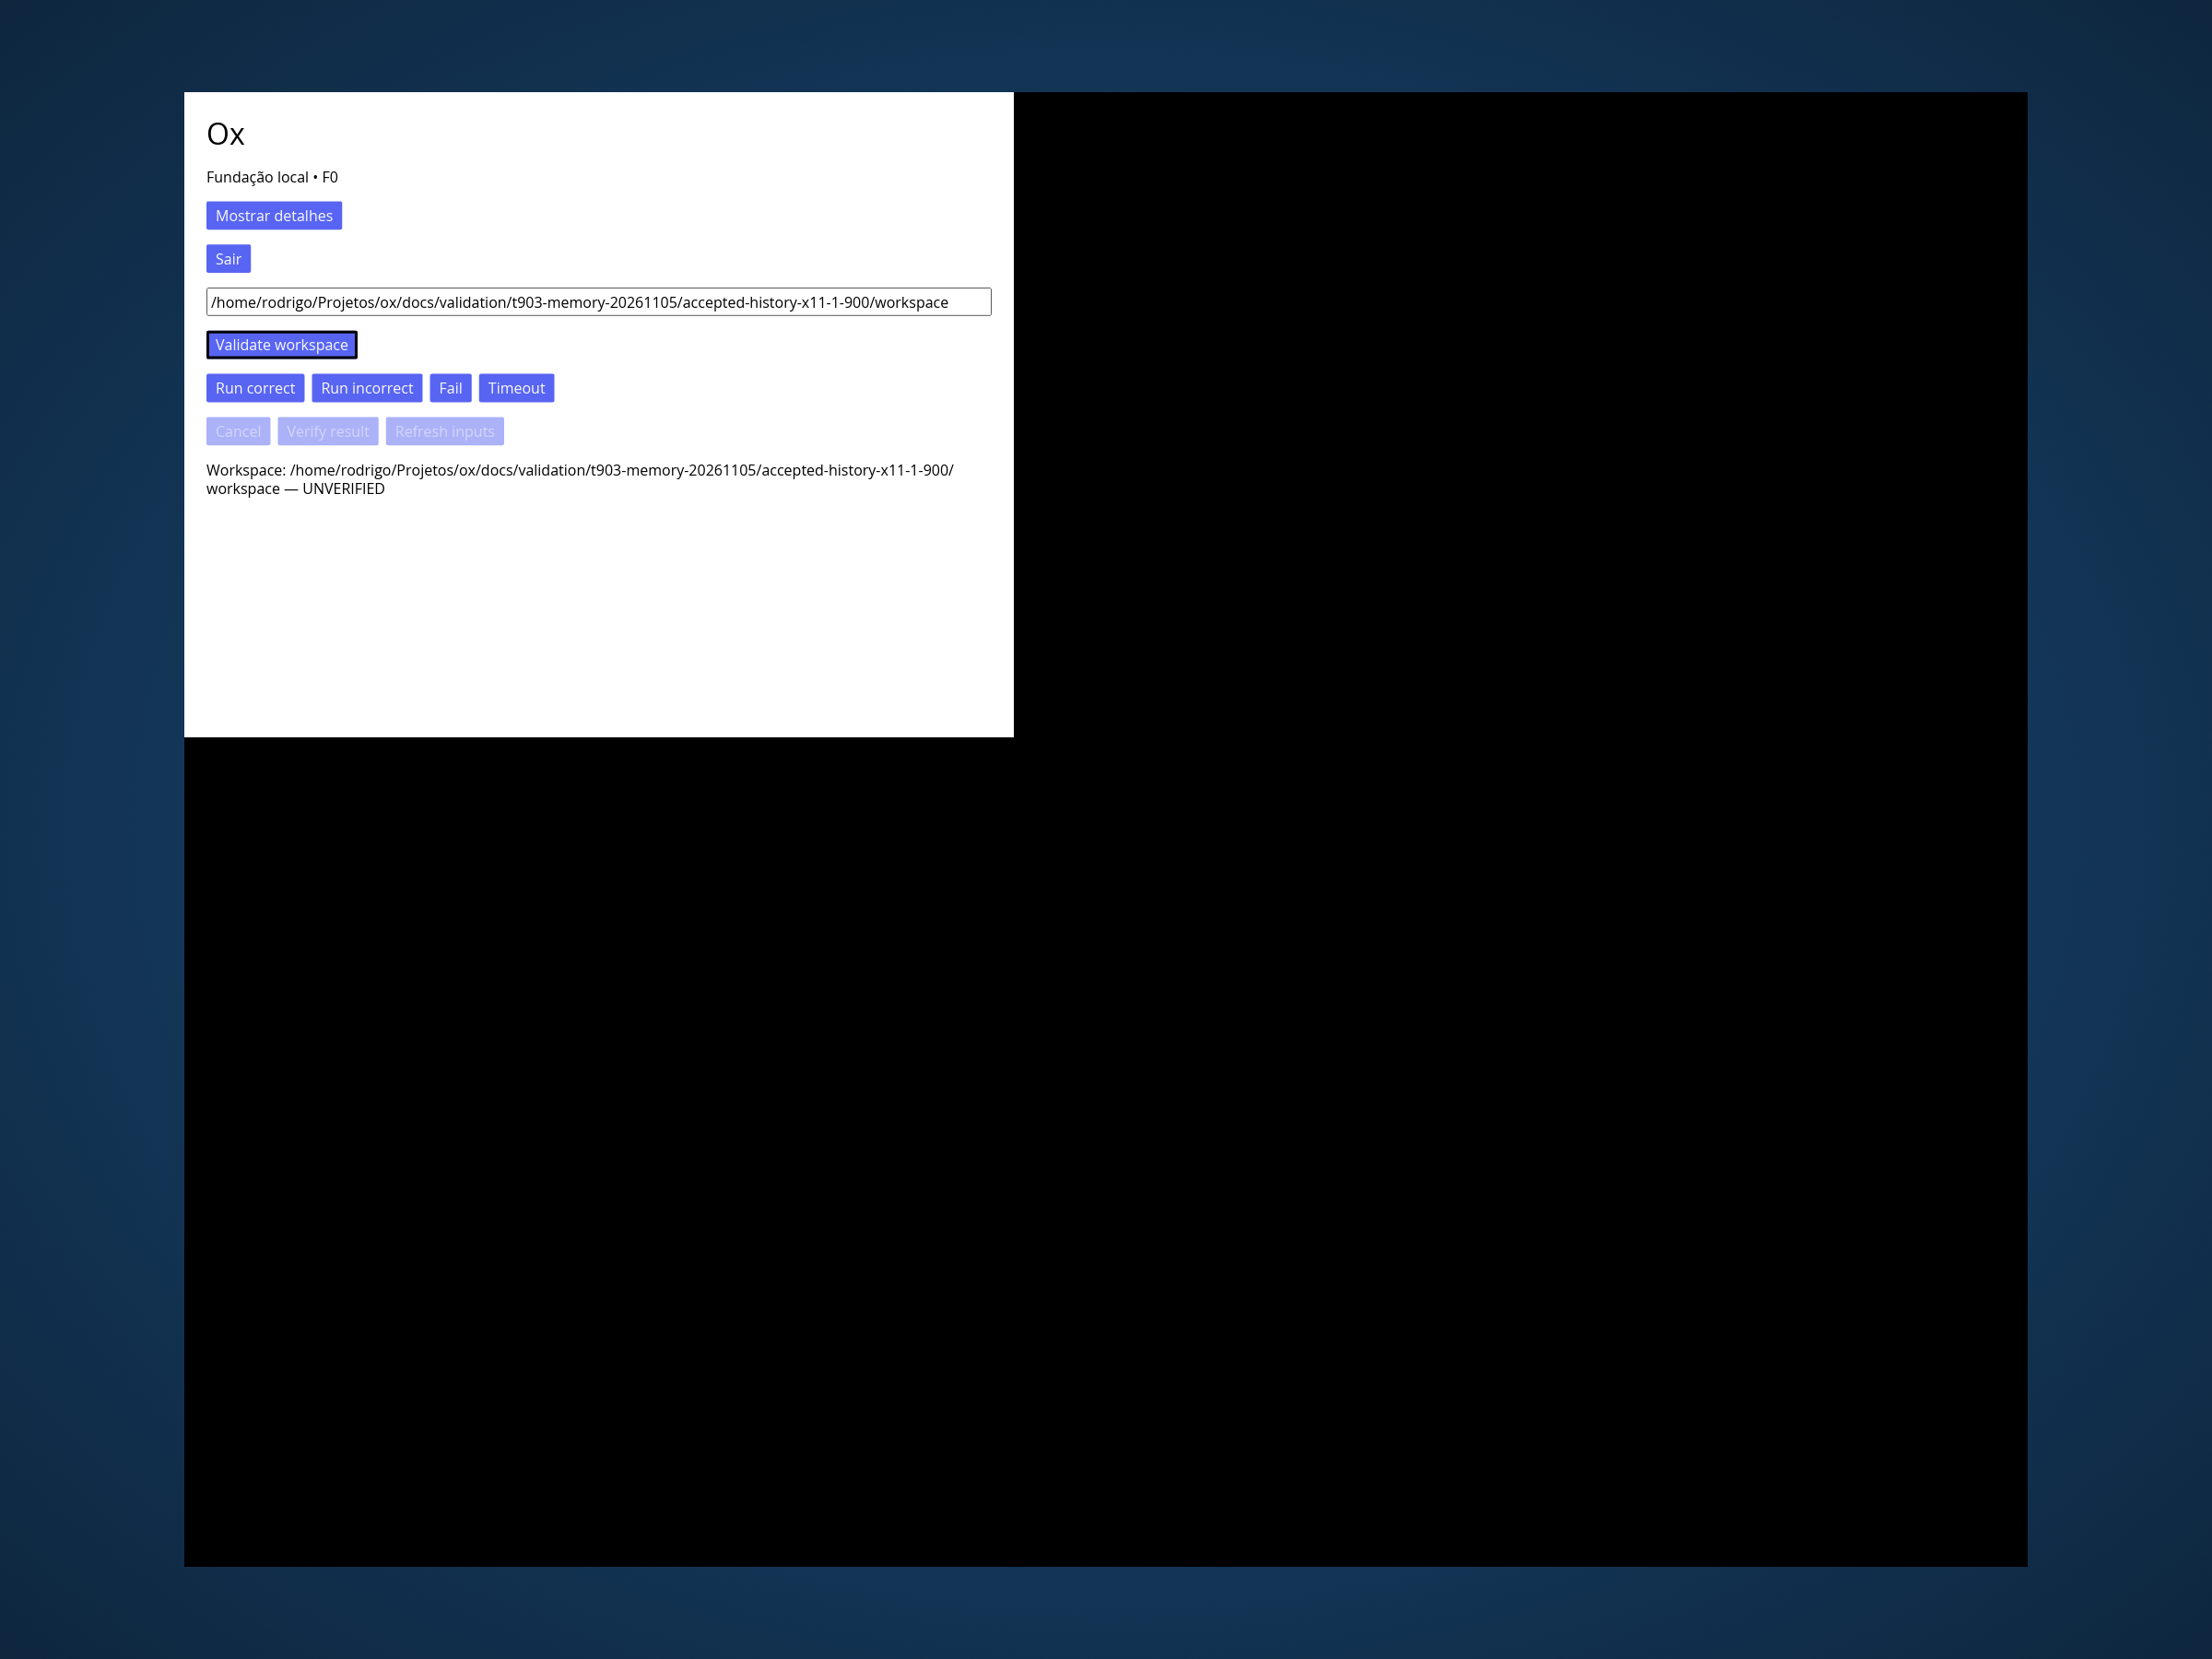 Ox
Fundação local • F0
Mostrar detalhes
Sair
/home/rodrigo/Projetos/ox/docs/validation/t903-memory-20261105/accepted-history-x11-1-900/workspace
Validate workspace
Run correct Run incorrect Fail Timeout
Cancel Verify result Refresh inputs
Workspace: /home/rodrigo/Projetos/ox/docs/validation/t903-memory-20261105/accepted-history-x11-1-900/
workspace — UNVERIFIED